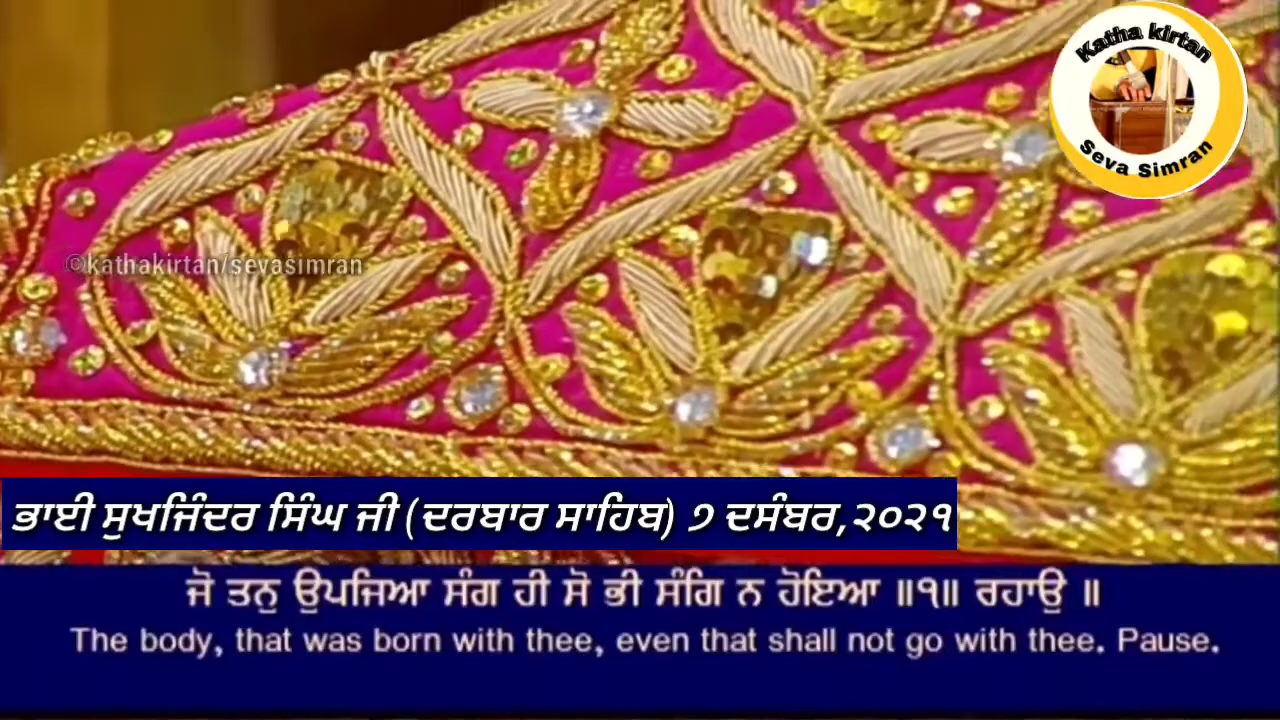 Katha kirtan
Seva Simran
©kathakirtan/sevasimran
ਭਾਈ ਸੁਖਜਿੰਦਰ ਸਿੰਘ ਜੀ (ਦਰਬਾਰ ਸਾਹਿਬ) ੭ ਦਸੰਬਰ,੨੦੨੧
ਜੋ ਤਨੁ ਉਪਜਿਆ ਸੰਗ ਹੀ ਸੋ ਭੀ ਸੰਗਿ ਨ ਹੋਇਆ ॥੧॥ ਰਹਾਉ ॥
The body, that was born with thee, even that shall not go with thee. Pause.